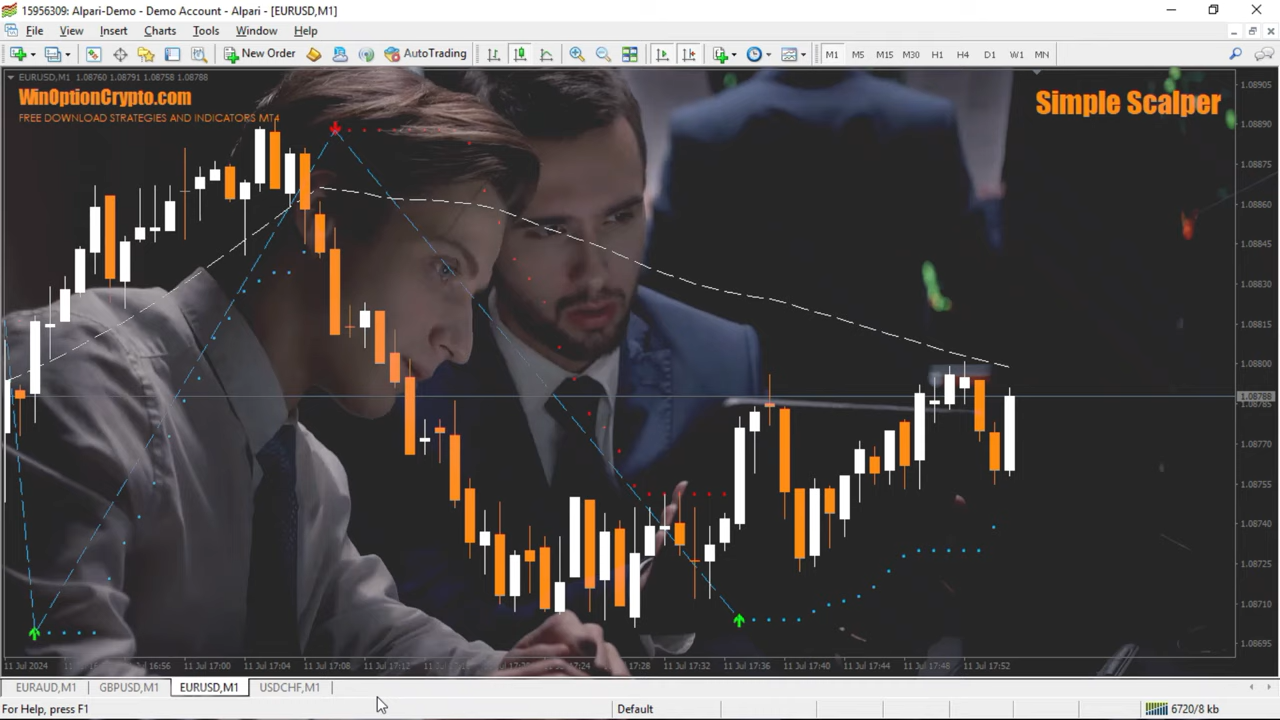 15956309: Alpari-Demo - Demo Account - Alpari - [EURUSD,M1]
File View Insert Charts Tools Window Help
New Order AutoTrading M1 M5 M15 M30 H1 H4 D1 W1 MN
EURUSD,M1 1.08760 1.08791 1.08758 1.08788
WinOptionCrypto.com
FREE DOWNLOAD STRATEGIES AND INDICATORS MT4
Simple Scalper
1.08905
1.08890
1.08875
1.08860
1.08845
1.08830
1.08815
1.08800
1.08788
1.08785
1.08770
1.08755
1.08740
1.08725
1.08710
1.08695
11 Jul 2024 16:56 11 Jul 17:00 11 Jul 17:04 11 Jul 17:08 11 Jul 17:12 17:28 11 Jul 17:32 11 Jul 17:36 11 Jul 17:40 11 Jul 17:44 11 Jul 17:48 11 Jul 17:52
EURAUD,M1 GBPUSD,M1 EURUSD,M1 USDCHF,M1
For Help, press F1 Default 6720/8 kb